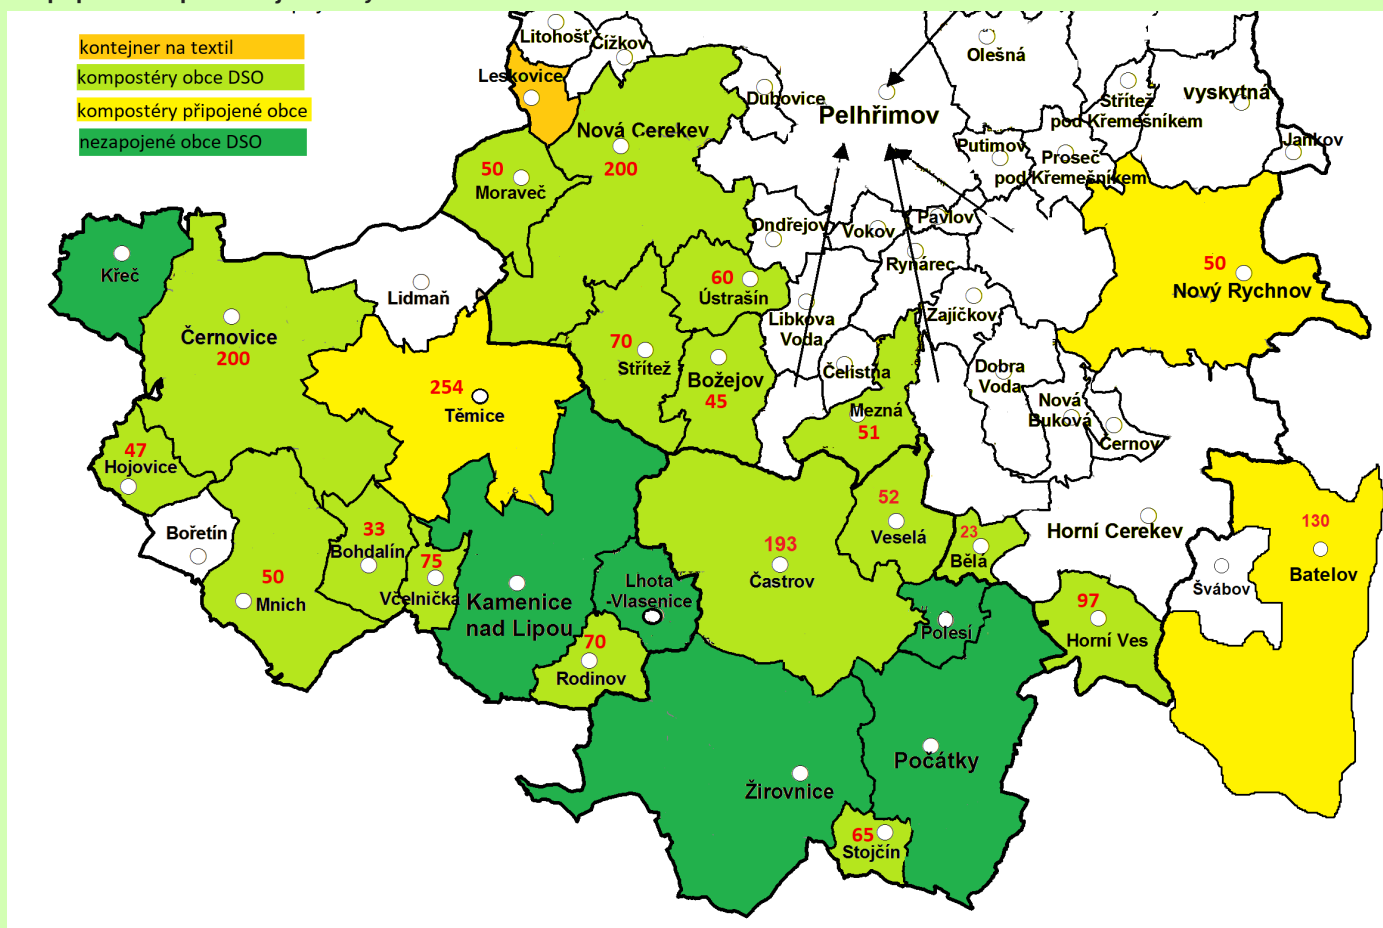 kontejner na textil
kompostéry obce DSO
kompostéry připojené obce
nezapojené obce DSO
Litohošť
Čížkov
Olešná
Leskovice
Dubovice
Pelhřimov
Střítež
pod Křemešníkem
vyskytná
Nová Cerekev
200
Putimov
Proseč
pod Křemešníkem
Jankov
50
Moraveč
Ondřejov
Vokov
Pavlov
Rynárec
Křeč
Lidmaň
60
Ústrašín
50
Nový Rychnov
Libkova
Voda
Zajíčkov
Černovice
200
70
Střítež
Božejov
45
Čelistna
Dobra
Voda
254
Těmice
Mezná
51
Nová
Buková
Černov
47
Hojovice
Bořetín
33
Bohdalín
52
Veselá
23
Bělá
Horní Cerekev
130
Batelov
193
Častrov
50
Mnich
75
Včelnička
Kamenice
nad Lipou
Lhota
-Vlasenice
Švábov
Polesí
97
Horní Ves
70
Rodinov
Počátky
Žirovnice
65
Stojčín